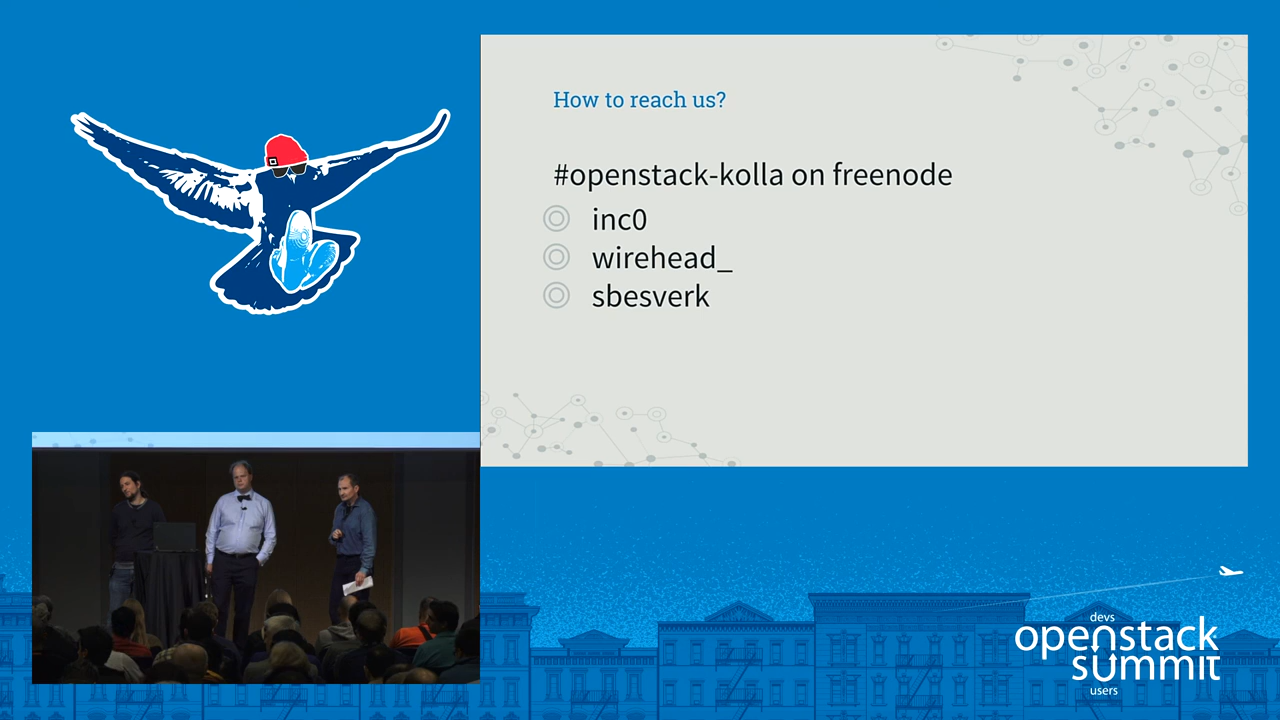 How to reach us?
#openstack-kolla on freenode
inc0
wirehead_
sbesverk
devs
openstack
summit
users